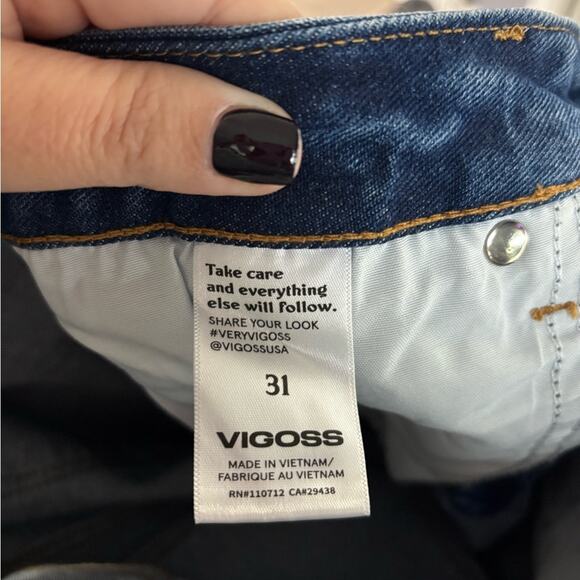 Take care
and everything
else will follow.
SHARE YOUR LOOK
#VERYVIGOSS
@VIGOSSUSA
31
VIGOSS
MADE IN VIETNAM/
FABRIQUE AU VIETNAM
RN#110712 CA#29438